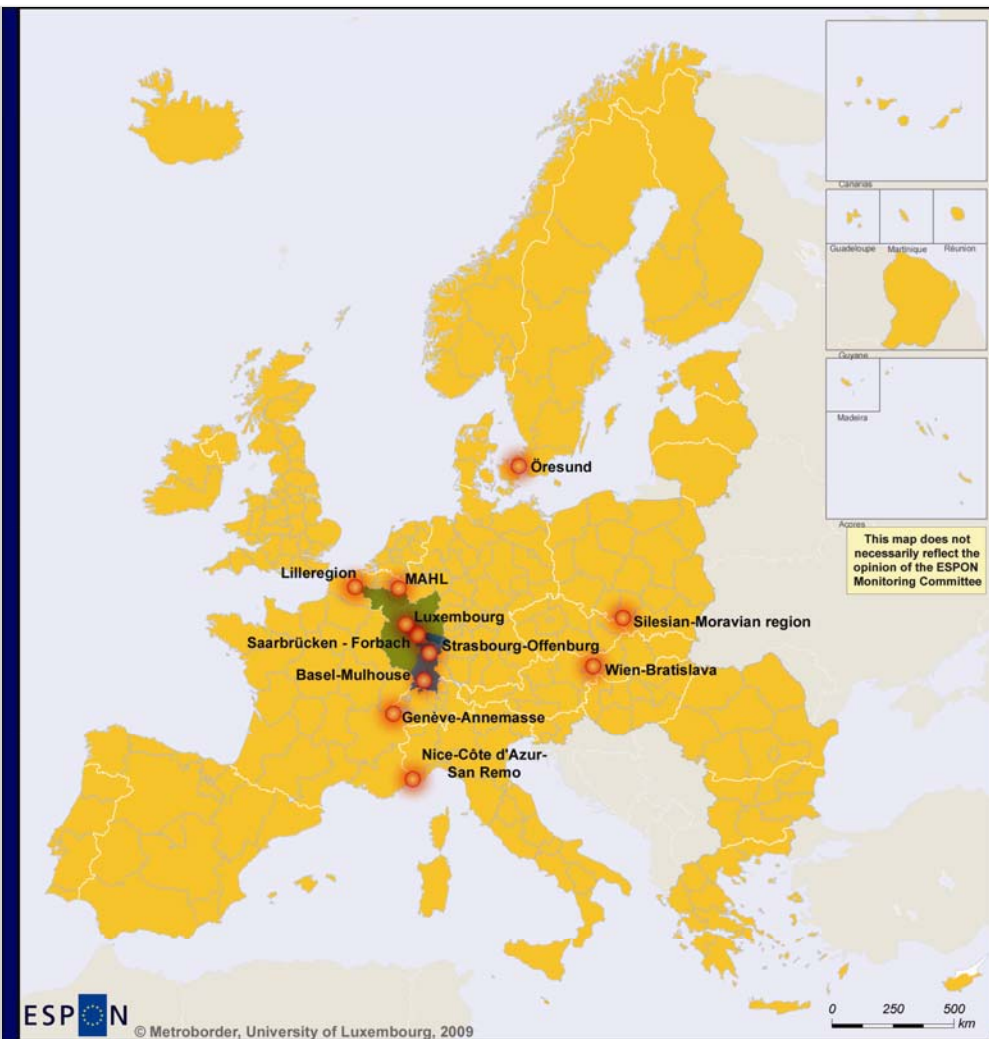 Canarias
Guadeloupe Martinique Réunion
Guyane
Madeira
Açores
This map does not
necessarily reflect the
opinion of the ESPON
Monitoring Committee
Öresund
Lilleregion
MAHL
Luxembourg
Silesian-Moravian region
Saarbrücken - Forbach
Strasbourg-Offenburg
Wien-Bratislava
Basel-Mulhouse
Genève-Annemasse
Nice-Côte d'Azur-
San Remo
ESPON
© Metroborder, University of Luxembourg, 2009
0 250 500
km